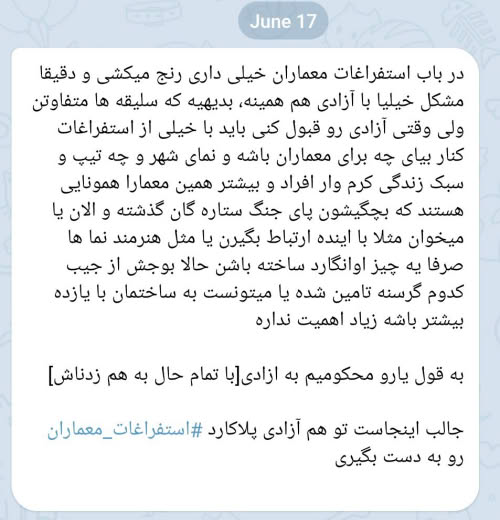 June 17
در باب استفراغات معماران خیلی داری رنج میکشی و دقیقا
مشکل خیلیا با آزادی هم همینه، بدیهیه که سلیقه ها متفاوتن
ولی وقتی آزادی رو قبول کنی باید با خیلی از استفراغات
کنار بیای چه برای معماران باشه و نمای شهر و چه تیپ و
سبک زندگی کرم وار افراد و بیشتر همین معمارا همونایی
هستند که بچگیشون پای جنگ ستاره گان گذشته و الان یا
میخوان مثلا با اینده ارتباط بگیرن یا مثل هنرمند نما ها
صرفا یه چیز اوانگارد ساخته باشن حالا بوجش از جیب
کدوم گرسنه تامین شده یا میتونست یه ساختمان با یازده
بیشتر باشه زیاد اهمیت نداره
به قول یارو محکومیم به ازادی[با تمام حال به هم زدناش]
جالب اینجاست تو هم آزادی پلاکارد #استفراغات_معماران
رو به دست بگیری